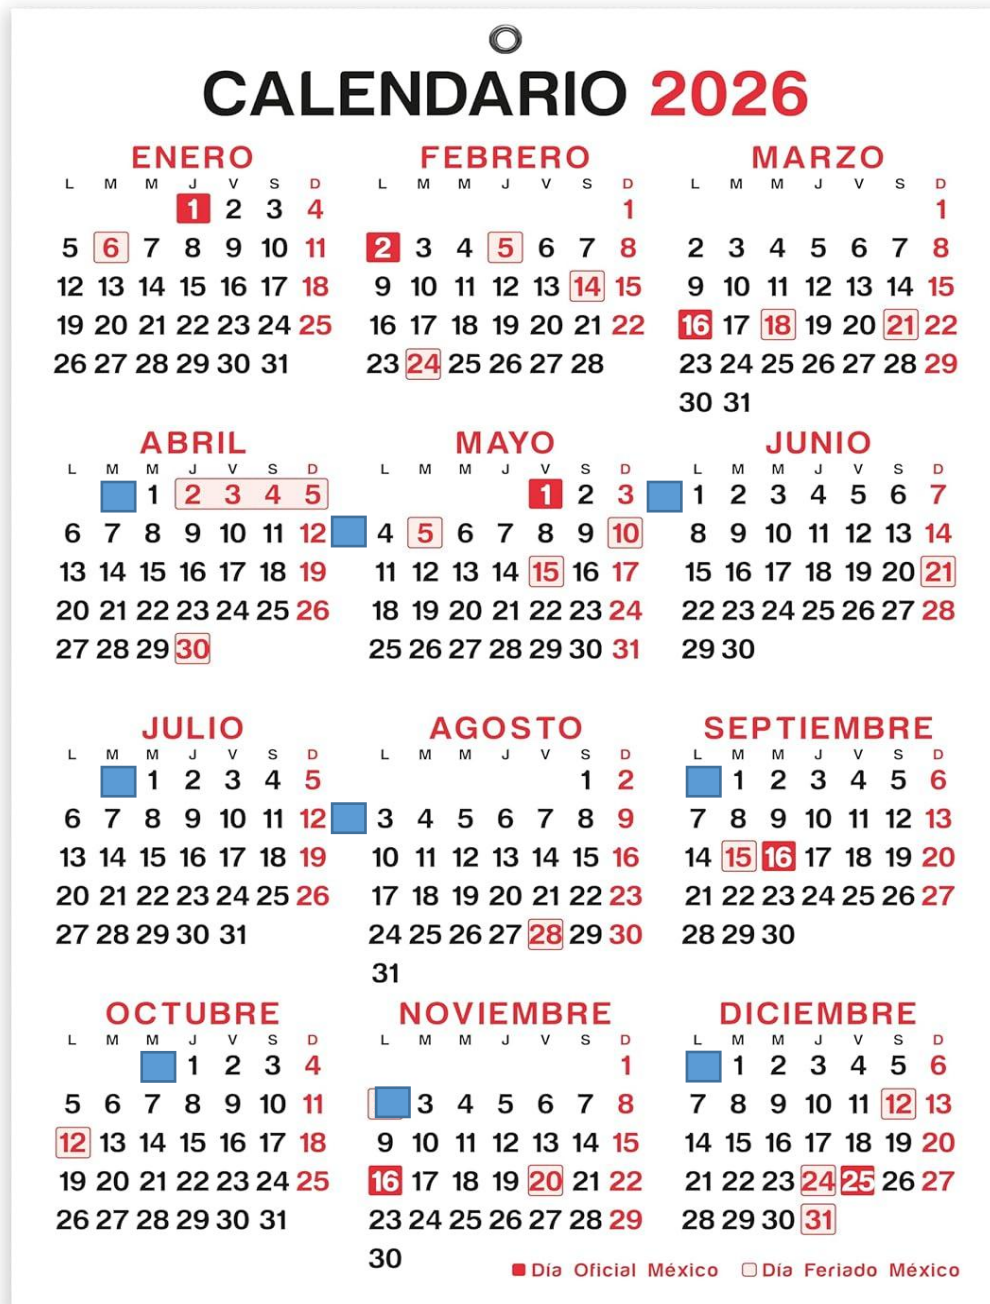 CALENDARIO 2026
ENERO FEBRERO MARZO
L M M J V S D L M M J V S D L M M J V S D
1 2 3 4 1 1
5 6 7 8 9 10 11 2 3 4 5 6 7 8 2 3 4 5 6 7 8
12 13 14 15 16 17 18 9 10 11 12 13 14 15 9 10 11 12 13 14 15
19 20 21 22 23 24 25 16 17 18 19 20 21 22 16 17 18 19 20 21 22
26 27 28 29 30 31 23 24 25 26 27 28 23 24 25 26 27 28 29
30 31
ABRIL MAYO JUNIO
L M M J V S D L M M J V S D L M M J V S D
1 2 3 4 5 1 2 3 1 2 3 4 5 6 7
6 7 8 9 10 11 12 4 5 6 7 8 9 10 8 9 10 11 12 13 14
13 14 15 16 17 18 19 11 12 13 14 15 16 17 15 16 17 18 19 20 21
20 21 22 23 24 25 26 18 19 20 21 22 23 24 22 23 24 25 26 27 28
27 28 29 30 25 26 27 28 29 30 31 29 30
JULIO AGOSTO SEPTIEMBRE
L M M J V S D L M M J V S D L M M J V S D
1 2 3 4 5 1 2 1 2 3 4 5 6
6 7 8 9 10 11 12 3 4 5 6 7 8 9 7 8 9 10 11 12 13
13 14 15 16 17 18 19 10 11 12 13 14 15 16 14 15 16 17 18 19 20
20 21 22 23 24 25 26 17 18 19 20 21 22 23 21 22 23 24 25 26 27
27 28 29 30 31 24 25 26 27 28 29 30 28 29 30
31
OCTUBRE NOVIEMBRE DICIEMBRE
L M M J V S D L M M J V S D L M M J V S D
1 2 3 4 1 1 2 3 4 5 6
5 6 7 8 9 10 11 3 4 5 6 7 8 7 8 9 10 11 12 13
12 13 14 15 16 17 18 9 10 11 12 13 14 15 14 15 16 17 18 19 20
19 20 21 22 23 24 25 16 17 18 19 20 21 22 21 22 23 24 25 26 27
26 27 28 29 30 31 23 24 25 26 27 28 29 28 29 30 31
30
Día Oficial México Día Feriado México